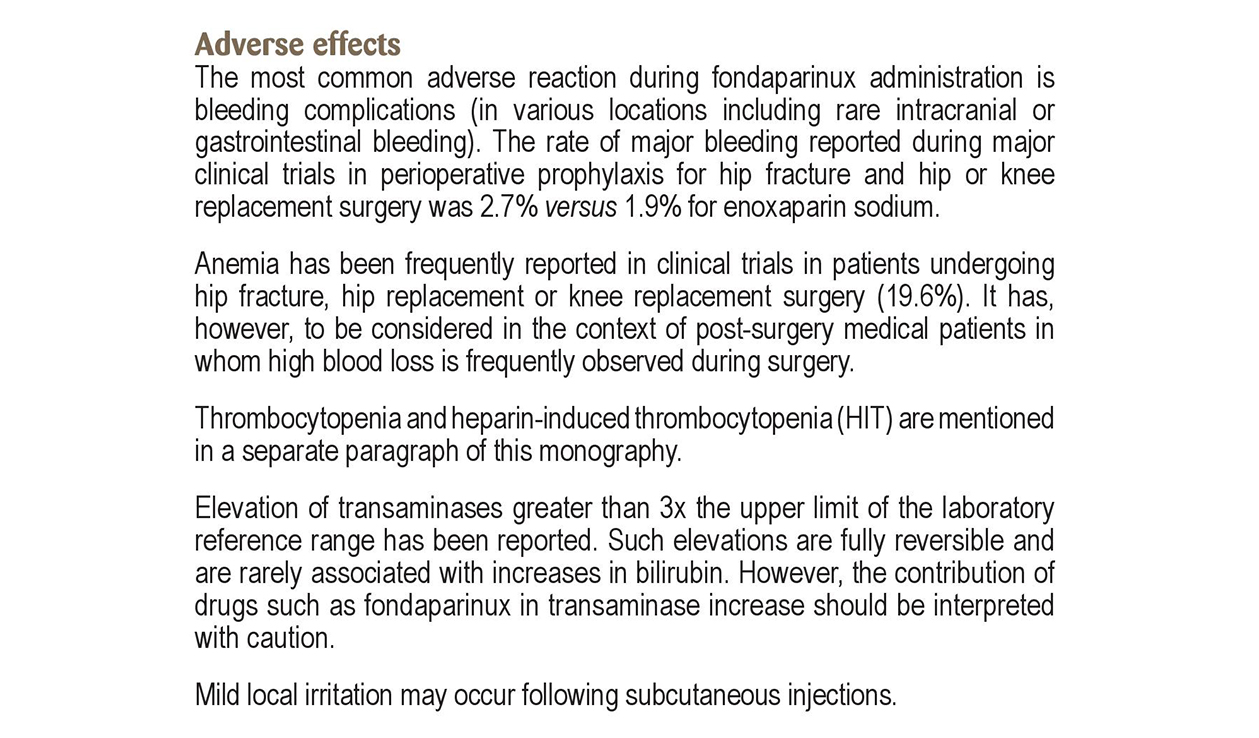 Adverse effects
The most common adverse reaction during fondaparinux administration is
bleeding complications (in various locations including rare intracranial or
gastrointestinal bleeding). The rate of major bleeding reported during major
clinical trials in perioperative prophylaxis for hip fracture and hip or knee
replacement surgery was 2.7% versus 1.9% for enoxaparin sodium.
Anemia has been frequently reported in clinical trials in patients undergoing
hip fracture, hip replacement or knee replacement surgery (19.6%). It has,
however, to be considered in the context of post-surgery medical patients in
whom high blood loss is frequently observed during surgery.
Thrombocytopenia and heparin-induced thrombocytopenia (HIT) are mentioned
in a separate paragraph of this monography.
Elevation of transaminases greater than 3x the upper limit of the laboratory
reference range has been reported. Such elevations are fully reversible and
are rarely associated with increases in bilirubin. However, the contribution of
drugs such as fondaparinux in transaminase increase should be interpreted
with caution.
Mild local irritation may occur following subcutaneous injections.